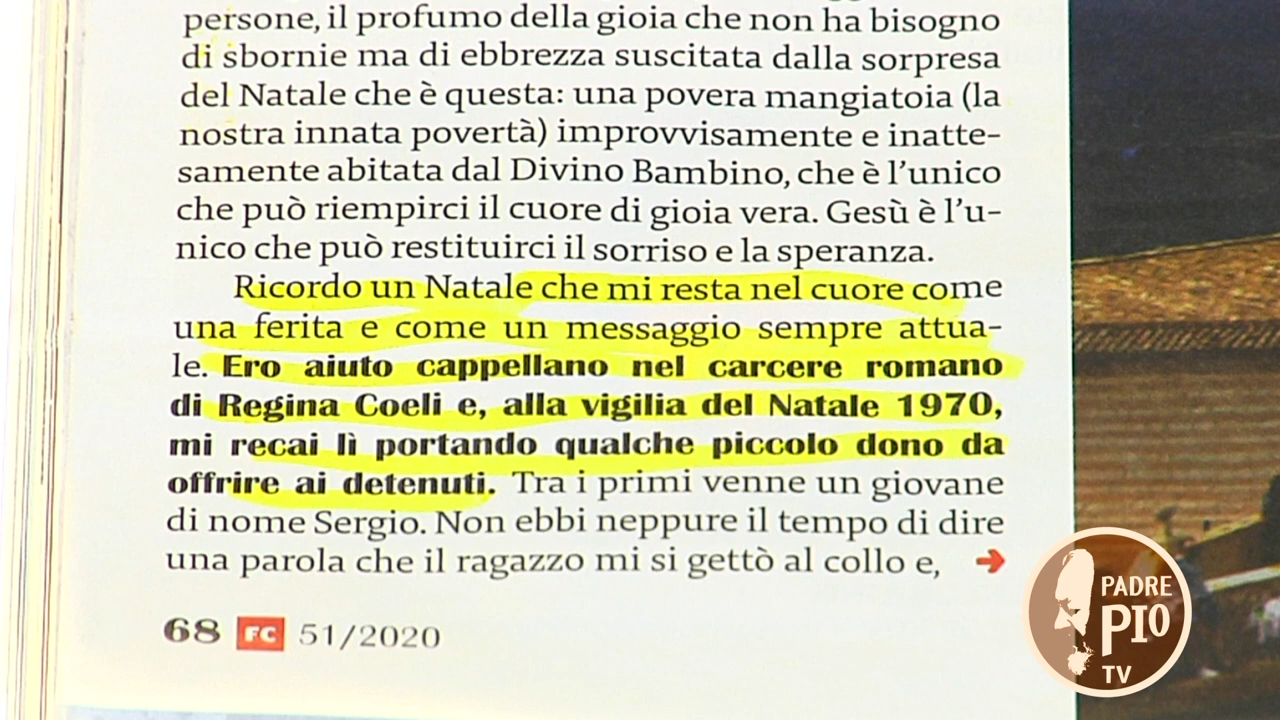 persone, il profumo della gioia che non ha bisogno
di sbornie ma di ebbrezza suscitata dalla sorpresa
del Natale che è questa: una povera mangiatoia (la
nostra innata povertà) improvvisamente e inatte-
samente abitata dal Divino Bambino, che è l'unico
che può riempirci il cuore di gioia vera. Gesù è l'u-
nico che può restituirci il sorriso e la speranza.
Ricordo un Natale che mi resta nel cuore come
una ferita e come un messaggio sempre attua-
le. Ero aiuto cappellano nel carcere romano
di Regina Coeli e, alla vigilia del Natale 1970,
mi recai lì portando qualche piccolo dono da
offrire ai detenuti. Tra i primi venne un giovane
di nome Sergio. Non ebbi neppure il tempo di dire
una parola che il ragazzo mi si gettò al collo e,
68 FC 51/2020
PADRE
PIO
TV